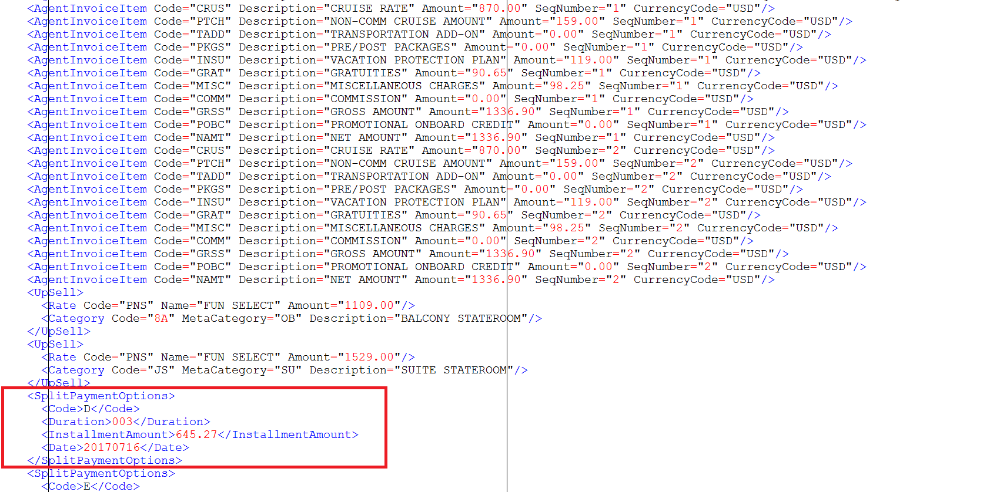 <AgentInvoiceItem Code="CRUS" Description="CRUISE RATE" Amount="870.00" SeqNumber="1" CurrencyCode="USD"/>
<AgentInvoiceItem Code="PTCH" Description="NON-COMM CRUISE AMOUNT" Amount="159.00" SeqNumber="1" CurrencyCode="USD"/>
<AgentInvoiceItem Code="TADD" Description="TRANSPORTATION ADD-ON" Amount="0.00" SeqNumber="1" CurrencyCode="USD"/>
<AgentInvoiceItem Code="PKGS" Description="PRE/POST PACKAGES" Amount="0.00" SeqNumber="1" CurrencyCode="USD"/>
<AgentInvoiceItem Code="INSU" Description="VACATION PROTECTION PLAN" Amount="119.00" SeqNumber="1" CurrencyCode="USD"/>
<AgentInvoiceItem Code="GRAT" Description="GRATUITIES" Amount="90.65" SeqNumber="1" CurrencyCode="USD"/>
<AgentInvoiceItem Code="MISC" Description="MISCELLANEOUS CHARGES" Amount="98.25" SeqNumber="1" CurrencyCode="USD"/>
<AgentInvoiceItem Code="COMM" Description="COMMISSION" Amount="0.00" SeqNumber="1" CurrencyCode="USD"/>
<AgentInvoiceItem Code="GRSS" Description="GROSS AMOUNT" Amount="1336.90" SeqNumber="1" CurrencyCode="USD"/>
<AgentInvoiceItem Code="POBC" Description="PROMOTIONAL ONBOARD CREDIT" Amount="0.00" SeqNumber="1" CurrencyCode="USD"/>
<AgentInvoiceItem Code="NAMT" Description="NET AMOUNT" Amount="1336.90" SeqNumber="1" CurrencyCode="USD"/>
<AgentInvoiceItem Code="CRUS" Description="CRUISE RATE" Amount="870.00" SeqNumber="2" CurrencyCode="USD"/>
<AgentInvoiceItem Code="PTCH" Description="NON-COMM CRUISE AMOUNT" Amount="159.00" SeqNumber="2" CurrencyCode="USD"/>
<AgentInvoiceItem Code="TADD" Description="TRANSPORTATION ADD-ON" Amount="0.00" SeqNumber="2" CurrencyCode="USD"/>
<AgentInvoiceItem Code="PKGS" Description="PRE/POST PACKAGES" Amount="0.00" SeqNumber="2" CurrencyCode="USD"/>
<AgentInvoiceItem Code="INSU" Description="VACATION PROTECTION PLAN" Amount="119.00" SeqNumber="2" CurrencyCode="USD"/>
<AgentInvoiceItem Code="GRAT" Description="GRATUITIES" Amount="90.65" SeqNumber="2" CurrencyCode="USD"/>
<AgentInvoiceItem Code="MISC" Description="MISCELLANEOUS CHARGES" Amount="98.25" SeqNumber="2" CurrencyCode="USD"/>
<AgentInvoiceItem Code="COMM" Description="COMMISSION" Amount="0.00" SeqNumber="2" CurrencyCode="USD"/>
<AgentInvoiceItem Code="GRSS" Description="GROSS AMOUNT" Amount="1336.90" SeqNumber="2" CurrencyCode="USD"/>
<AgentInvoiceItem Code="POBC" Description="PROMOTIONAL ONBOARD CREDIT" Amount="0.00" SeqNumber="2" CurrencyCode="USD"/>
<AgentInvoiceItem Code="NAMT" Description="NET AMOUNT" Amount="1336.90" SeqNumber="2" CurrencyCode="USD"/>
<UpSell>
<Rate Code="PNS" Name="FUN SELECT" Amount="1109.00"/>
<Category Code="8A" MetaCategory="OB" Description="BALCONY STATEROOM"/>
</UpSell>
<UpSell>
<Rate Code="PNS" Name="FUN SELECT" Amount="1529.00"/>
<Category Code="JS" MetaCategory="SU" Description="SUITE STATEROOM"/>
</UpSell>
<SplitPaymentOptions>
<Code>D</Code>
<Duration>003</Duration>
<InstallmentAmount>645.27</InstallmentAmount>
<Date>20170716</Date>
</SplitPaymentOptions>
<SplitPaymentOptions>
<Code>E</Code>